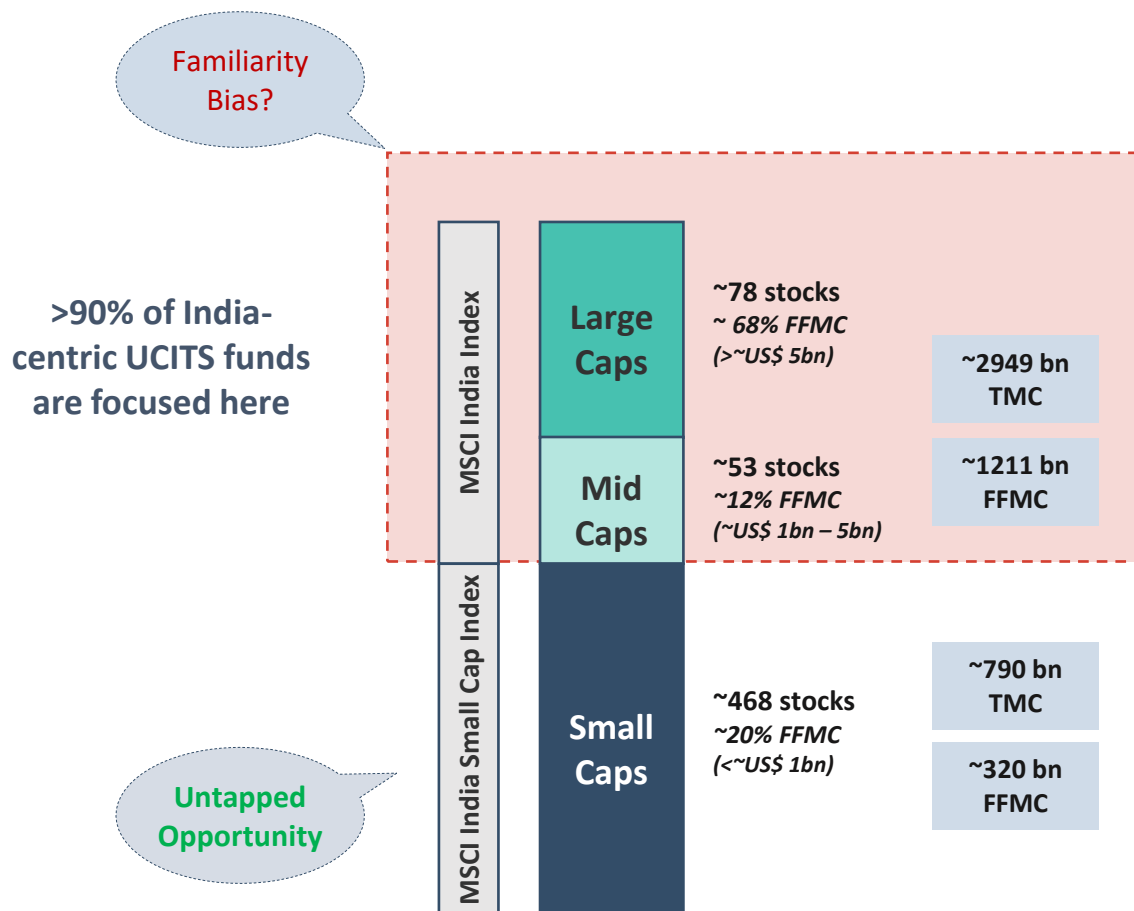 Familiarity
Bias?
>90% of India-
centric UCITS funds
are focused here
MSCI India Index
Large
Caps
~78 stocks
~ 68% FFMC
(>~US$ 5bn)
~2949 bn
TMC
Mid
Caps
~53 stocks
~12% FFMC
(~US$ 1bn – 5bn)
~1211 bn
FFMC
MSCI India Small Cap Index
Small
Caps
~468 stocks
~20% FFMC
(<~US$ 1bn)
~790 bn
TMC
~320 bn
FFMC
Untapped
Opportunity